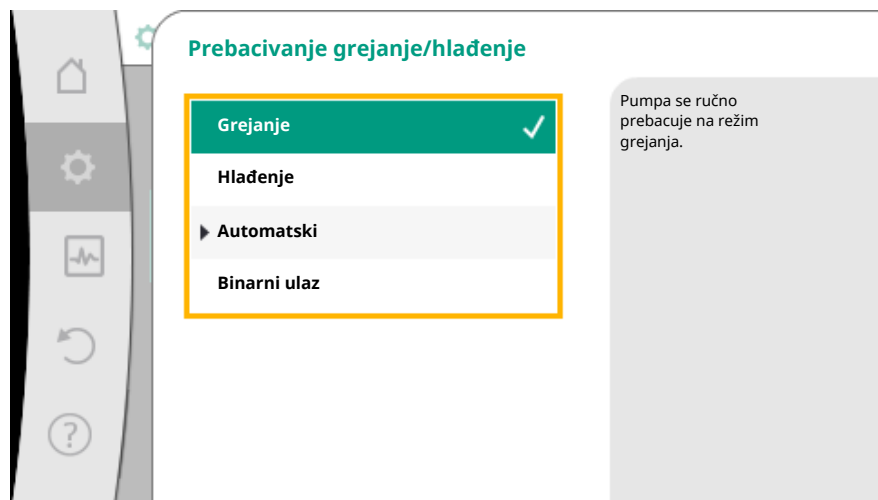 Prebacivanje grejanje/hlađenje
Grejanje
Hlađenje
Automatski
Binarni ulaz
Pumpa se ručno
prebacuje na režim
grejanja.
?